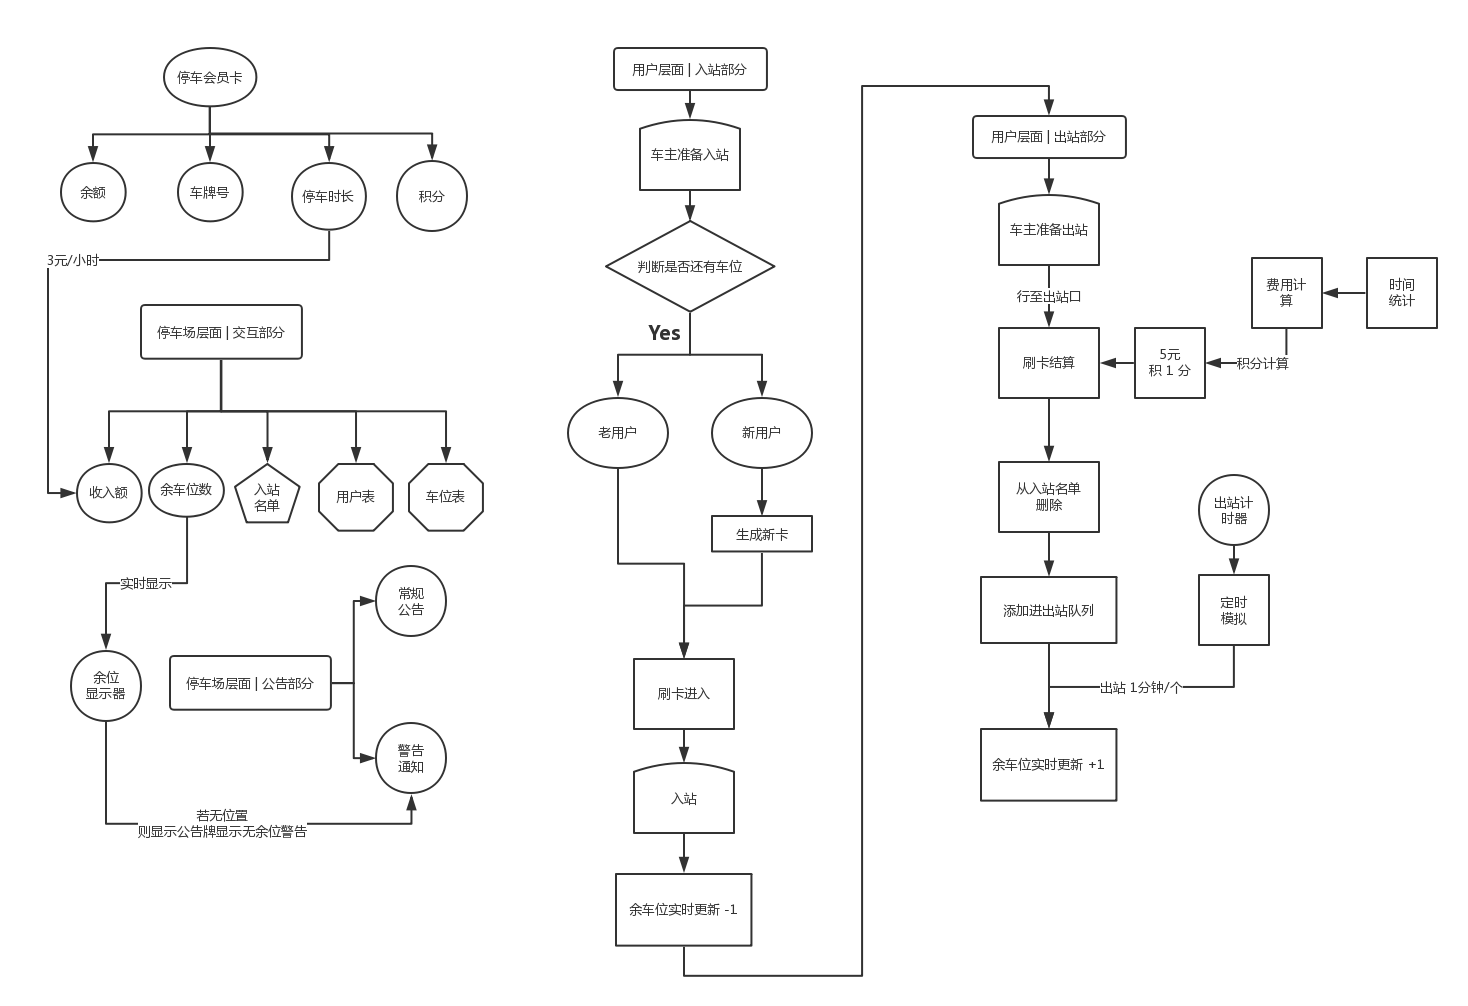 停车会员卡
余额
车牌号
停车时长
积分
3元/小时
停车场层面 | 交互部分
收入额
余车位数
入站
名单
用户表
车位表
实时显示
余位
显示器
常规
公告
停车场层面 | 公告部分
警告
通知
若无位置
则显示公告牌显示无余位警告
用户层面 | 入站部分
车主准备入站
判断是否还有车位
Yes
老用户
新用户
生成新卡
刷卡进入
入站
余车位实时更新 -1
用户层面 | 出站部分
车主准备出站
行至出站口
刷卡结算
5元
积 1 分
积分计算
费用计
算
时间
统计
从入站名单
删除
添加进出站队列
出站计
时器
定时
模拟
出站 1分钟/个
余车位实时更新 +1